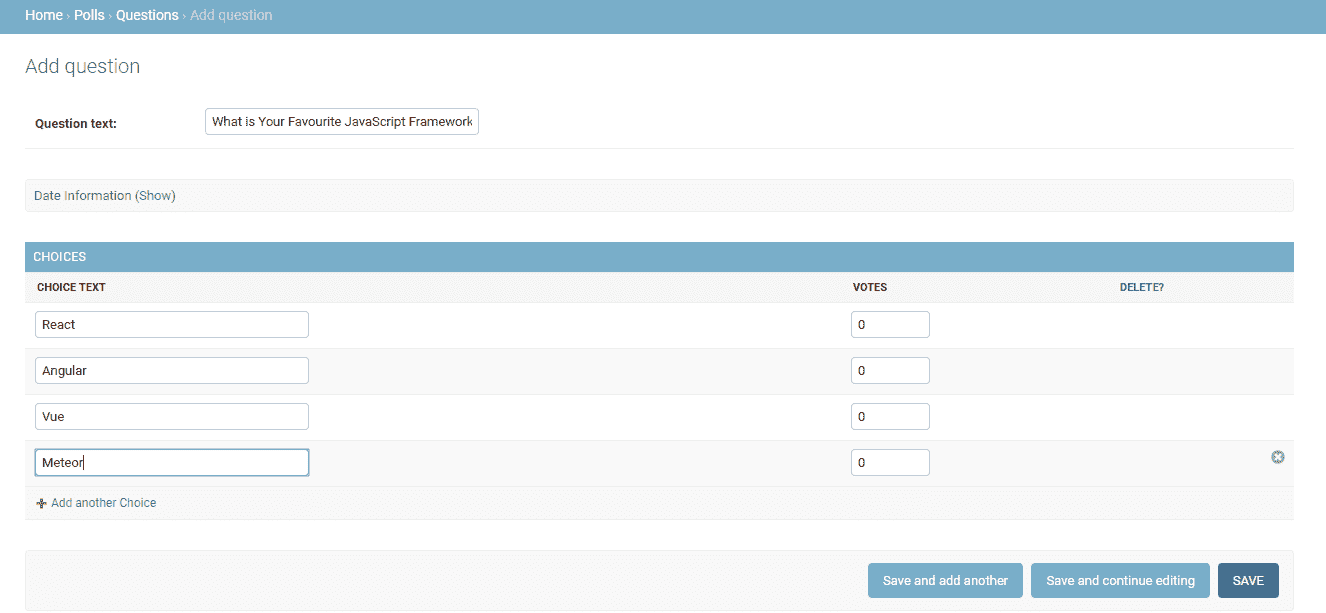 Home › Polls › Questions › Add question
Add question
Question text: What is Your Favourite JavaScript Framework
Date Information (Show)
CHOICES
CHOICE TEXT VOTES DELETE?
React 0
Angular 0
Vue 0
Meteor 0
Add another Choice
Save and add another Save and continue editing SAVE